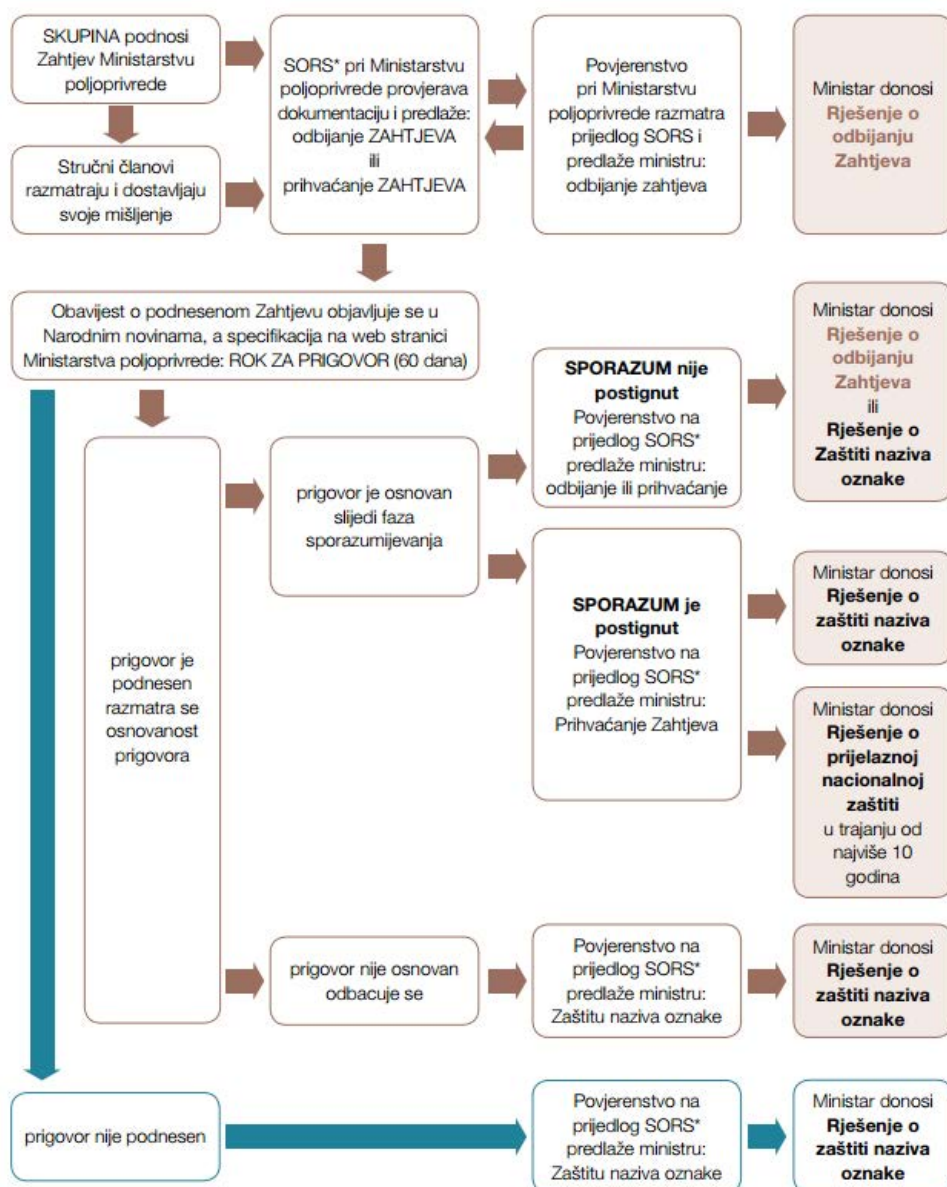 SKUPINA podnosi
Zahtjev Ministarstvu
poljoprivrede
Stručni članovi
razmatraju i dostavljaju
svoje mišljenje
SORS* pri Ministarstvu
poljoprivrede provjerava
dokumentaciju i predlaže:
odbijanje ZAHTJEVA
ili
prihvaćanje ZAHTJEVA
Povjerenstvo
pri Ministarstvu
poljoprivrede razmatra
prijedlog SORS i
predlaže ministru:
odbijanje zahtjeva
Ministar donosi
Rješenje o
odbijanju
Zahtjeva
Obavijest o podnesenom Zahtjevu objavljuje se u
Narodnim novinama, a specifikacija na web stranici
Ministarstva poljoprivrede: ROK ZA PRIGOVOR (60 dana)
prigovor je
podnesen
razmatra se
osnovanost
prigovora
prigovor je osnovan
slijedi faza
sporazumijevanja
SPORAZUM nije
postignut
Povjerenstvo na
prijedlog SORS*
predlaže ministru:
odbijanje ili prihvaćanje
Ministar donosi
Rješenje o
odbijanju
Zahtjeva
ili
Rješenje o
Zaštiti naziva
oznake
SPORAZUM je
postignut
Povjerenstvo na
prijedlog SORS*
predlaže ministru:
Prihvaćanje Zahtjeva
Ministar donosi
Rješenje o
zaštiti naziva
oznake
Ministar donosi
Rješenje o
prijelaznoj
nacionalnoj
zaštiti
u trajanju od
najviše 10
godina
prigovor nije osnovan
odbacuje se
Povjerenstvo na
prijedlog SORS*
predlaže ministru:
Zaštitu naziva oznake
Ministar donosi
Rješenje o
zaštiti naziva
oznake
prigovor nije podnesen
Povjerenstvo na
prijedlog SORS*
predlaže ministru:
Zaštitu naziva oznake
Ministar donosi
Rješenje o
zaštiti naziva
oznake